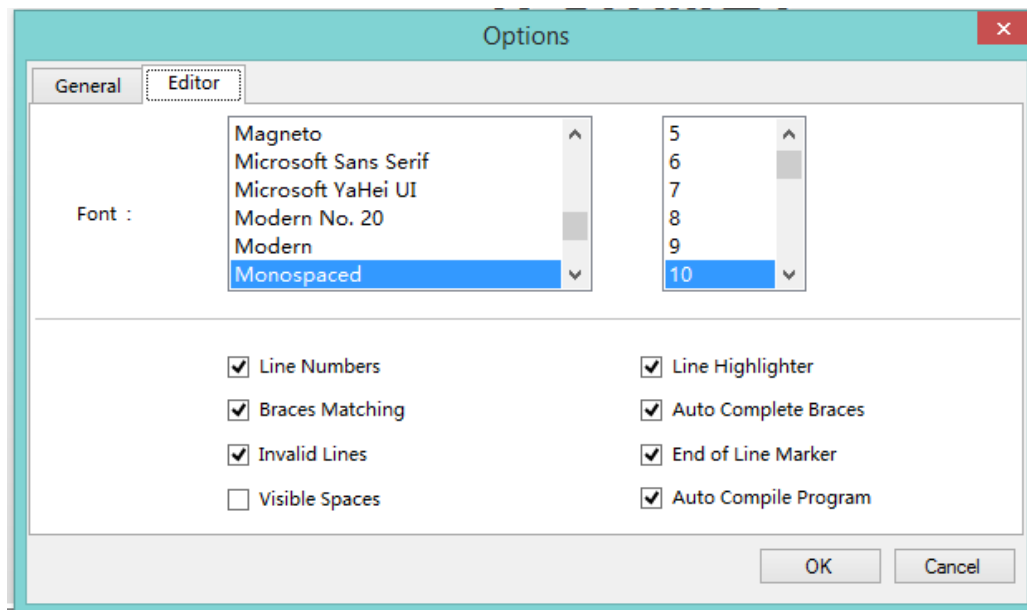 Options
General Editor
Font :
Magneto
Microsoft Sans Serif
Microsoft YaHei UI
Modern No. 20
Modern
Monospaced
5
6
7
8
9
10
Line Numbers
Braces Matching
Invalid Lines
Visible Spaces
Line Highlighter
Auto Complete Braces
End of Line Marker
Auto Compile Program
OK Cancel